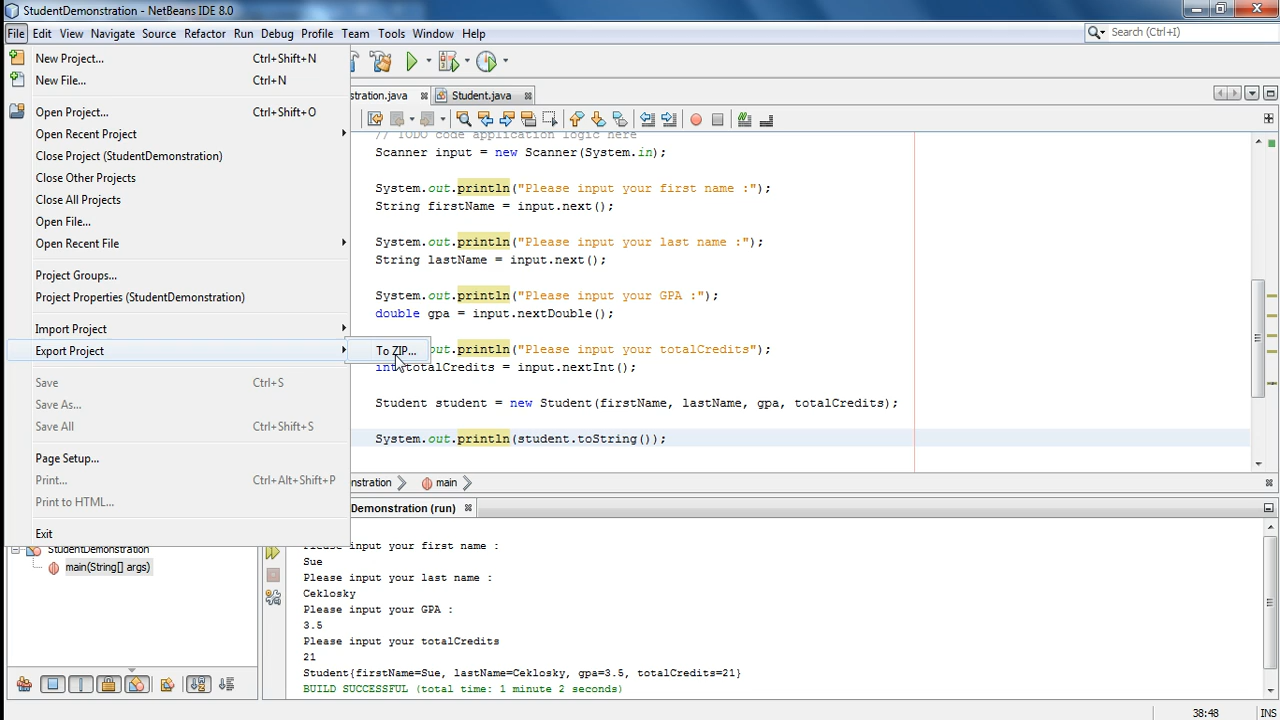 StudentDemonstration - NetBeans IDE 8.0
File Edit View Navigate Source Refactor Run Debug Profile Team Tools Window Help
Search (Ctrl+I)
New Project... Ctrl+Shift+N
New File... Ctrl+N
Open Project... Ctrl+Shift+O
Open Recent Project
Close Project (StudentDemonstration)
Close Other Projects
Close All Projects
Open File...
Open Recent File
Project Groups...
Project Properties (StudentDemonstration)
Import Project
Export Project
To ZIP...
Save Ctrl+S
Save As...
Save All Ctrl+Shift+S
Page Setup...
Print... Ctrl+Alt+Shift+P
Print to HTML...
Exit
StudentDemonstration
main(String[] args)
stration.java Student.java
// TODO code application logic here
Scanner input = new Scanner(System.in);
System.out.println("Please input your first name :");
String firstName = input.next();
System.out.println("Please input your last name :");
String lastName = input.next();
System.out.println("Please input your GPA :");
double gpa = input.nextDouble();
out.println("Please input your totalCredits");
int totalCredits = input.nextInt();
Student student = new Student(firstName, lastName, gpa, totalCredits);
System.out.println(student.toString());
nstration main
Demonstration (run)
Please input your first name :
Sue
Please input your last name :
Ceklosky
Please input your GPA :
3.5
Please input your totalCredits
21
Student{firstName=Sue, lastName=Ceklosky, gpa=3.5, totalCredits=21}
BUILD SUCCESSFUL (total time: 1 minute 2 seconds)
38:48 INS